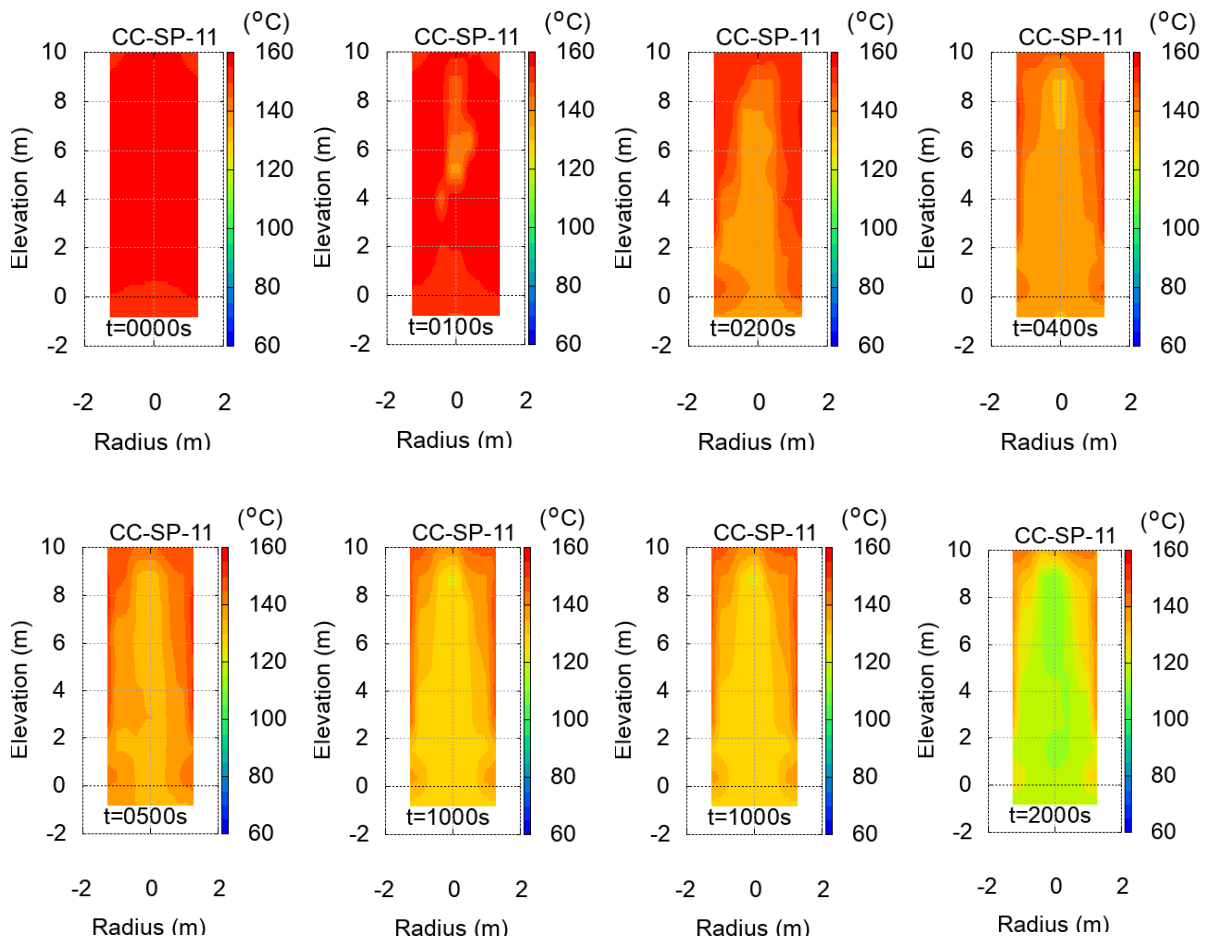 (°C)
CC-SP-11
10
8
6
4
2
0
-2
Elevation (m)
160
140
120
100
80
60
t=0000s
-2 0 2
Radius (m)
(°C)
CC-SP-11
10
8
6
4
2
0
-2
Elevation (m)
160
140
120
100
80
60
t=0100s
-2 0 2
Radius (m)
(°C)
CC-SP-11
10
8
6
4
2
0
-2
Elevation (m)
160
140
120
100
80
60
t=0200s
-2 0 2
Radius (m)
(°C)
CC-SP-11
10
8
6
4
2
0
-2
Elevation (m)
160
140
120
100
80
60
t=0400s
-2 0 2
Radius (m)
(°C)
CC-SP-11
10
8
6
4
2
0
-2
Elevation (m)
160
140
120
100
80
60
t=0500s
-2 0 2
Radius (m)
(°C)
CC-SP-11
10
8
6
4
2
0
-2
Elevation (m)
160
140
120
100
80
60
t=1000s
-2 0 2
Radius (m)
(°C)
CC-SP-11
10
8
6
4
2
0
-2
Elevation (m)
160
140
120
100
80
60
t=1000s
-2 0 2
Radius (m)
(°C)
CC-SP-11
10
8
6
4
2
0
-2
Elevation (m)
160
140
120
100
80
60
t=2000s
-2 0 2
Radius (m)